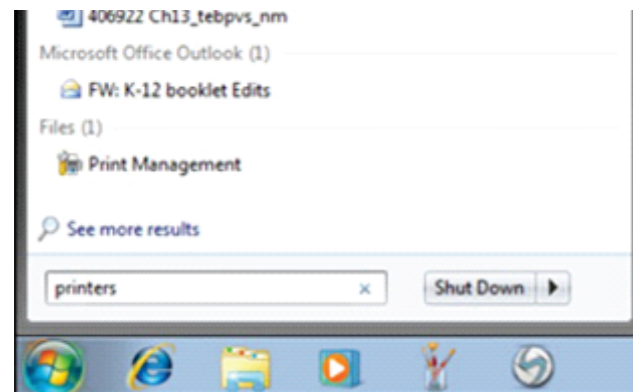 406922 Ch13_tebpvs_nm
Microsoft Office Outlook (1)
FW: K-12 booklet Edits
Files (1)
Print Management
See more results
printers × Shut Down